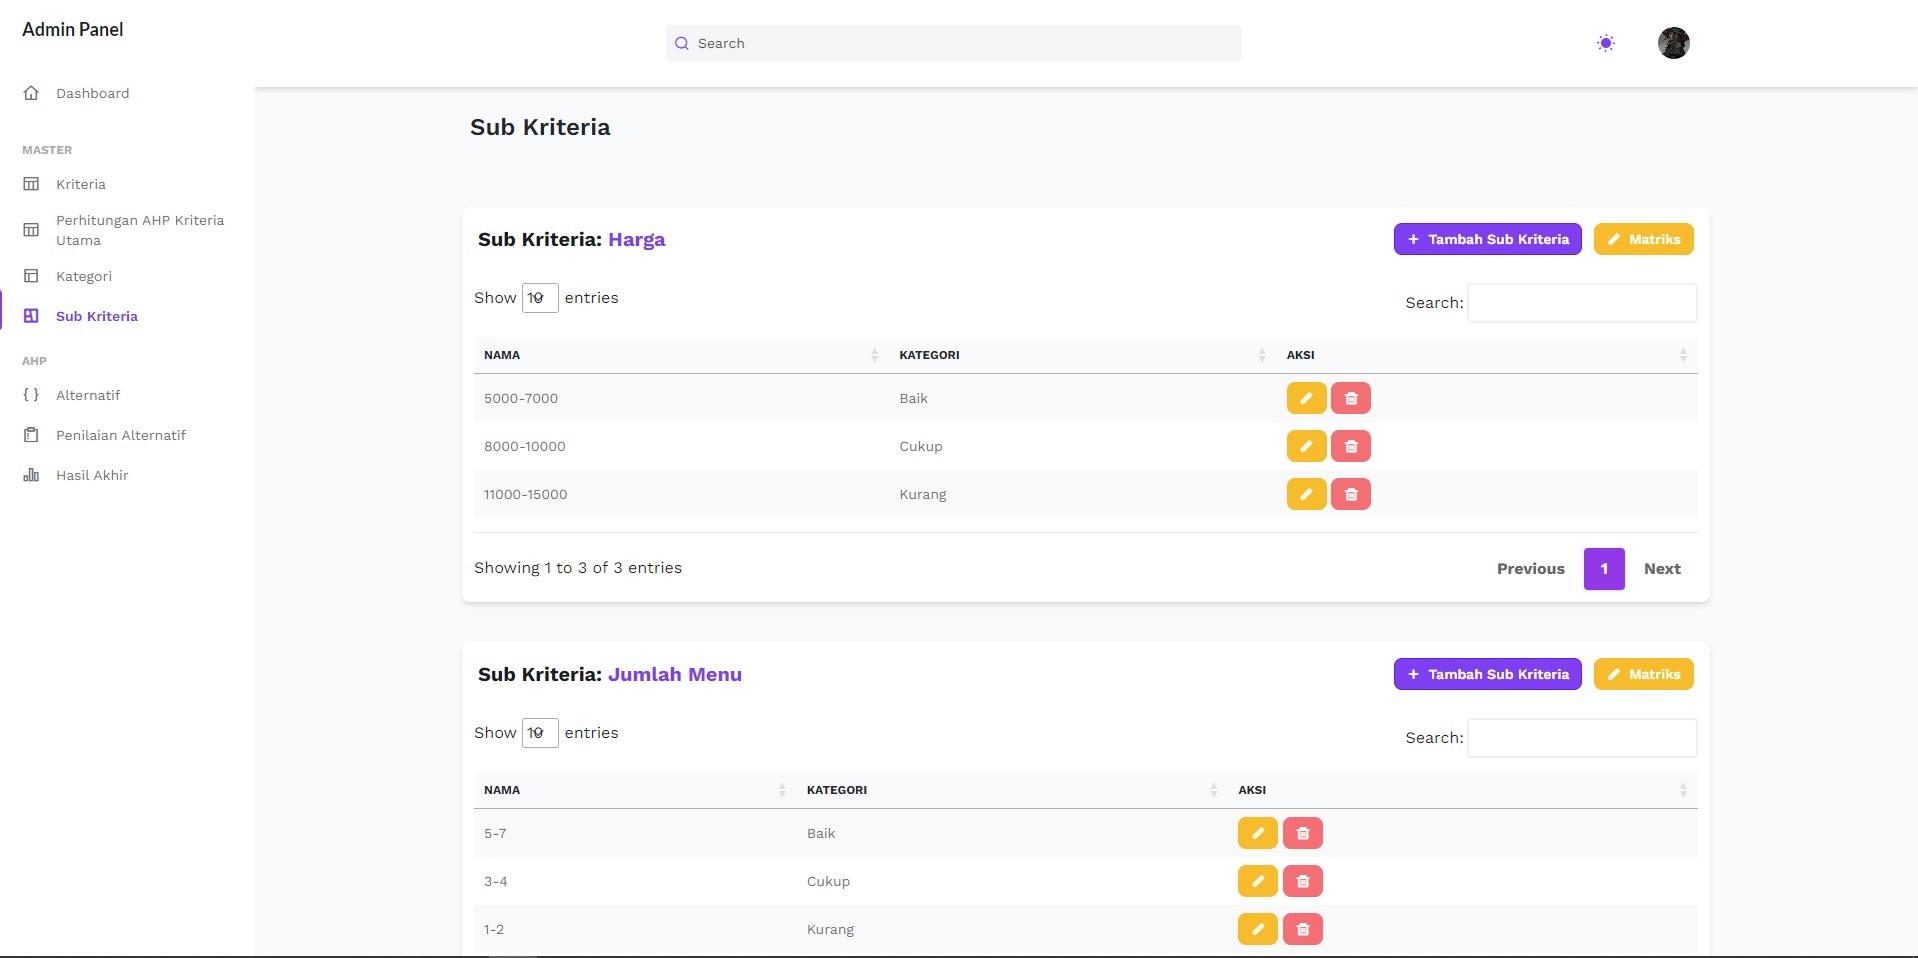 Admin Panel
Search
Dashboard
MASTER
Kriteria
Perhitungan AHP Kriteria
Utama
Kategori
Sub Kriteria
AHP
Alternatif
Penilaian Alternatif
Hasil Akhir
Sub Kriteria
Sub Kriteria: Harga
+ Tambah Sub Kriteria
Matriks
Show 10 entries
Search:
NAMA KATEGORI AKSI
5000-7000 Baik
8000-10000 Cukup
11000-15000 Kurang
Showing 1 to 3 of 3 entries
Previous 1 Next
Sub Kriteria: Jumlah Menu
+ Tambah Sub Kriteria
Matriks
Show 10 entries
Search:
NAMA KATEGORI AKSI
5-7 Baik
3-4 Cukup
1-2 Kurang